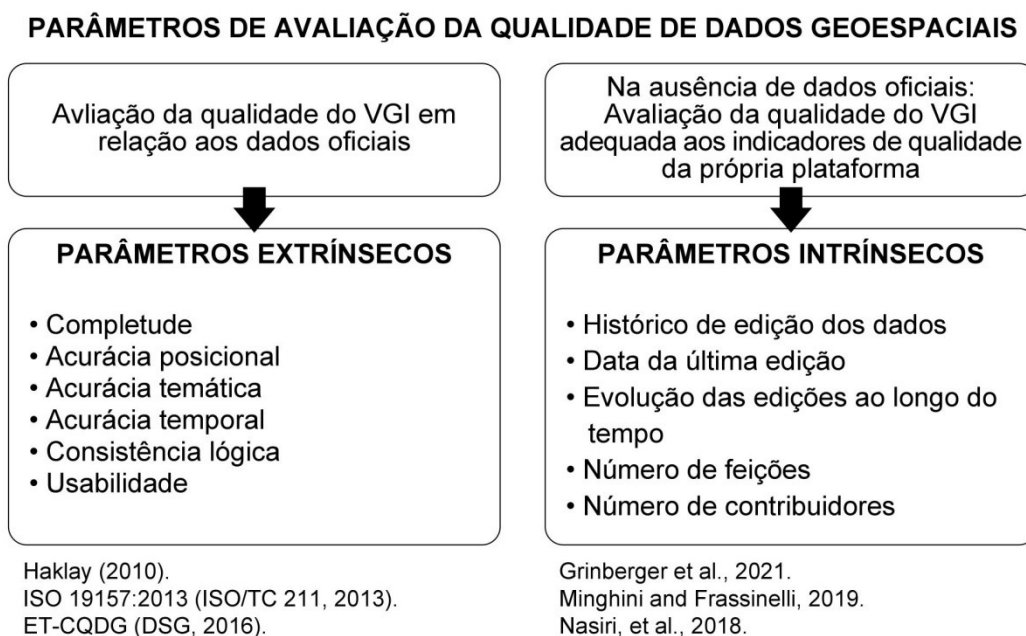 PARÂMETROS DE AVALIAÇÃO DA QUALIDADE DE DADOS GEOESPACIAIS
Avliação da qualidade do VGI em
relação aos dados oficiais
PARÂMETROS EXTRÍNSECOS
• Completude
• Acurácia posicional
• Acurácia temática
• Acurácia temporal
• Consistência lógica
• Usabilidade
Haklay (2010).
ISO 19157:2013 (ISO/TC 211, 2013).
ET-CQDG (DSG, 2016).
Na ausência de dados oficiais:
Avaliação da qualidade do VGI
adequada aos indicadores de qualidade
da própria plataforma
PARÂMETROS INTRÍNSECOS
• Histórico de edição dos dados
• Data da última edição
• Evolução das edições ao longo do
tempo
• Número de feições
• Número de contribuidores
Grinberger et al., 2021.
Minghini and Frassinelli, 2019.
Nasiri, et al., 2018.